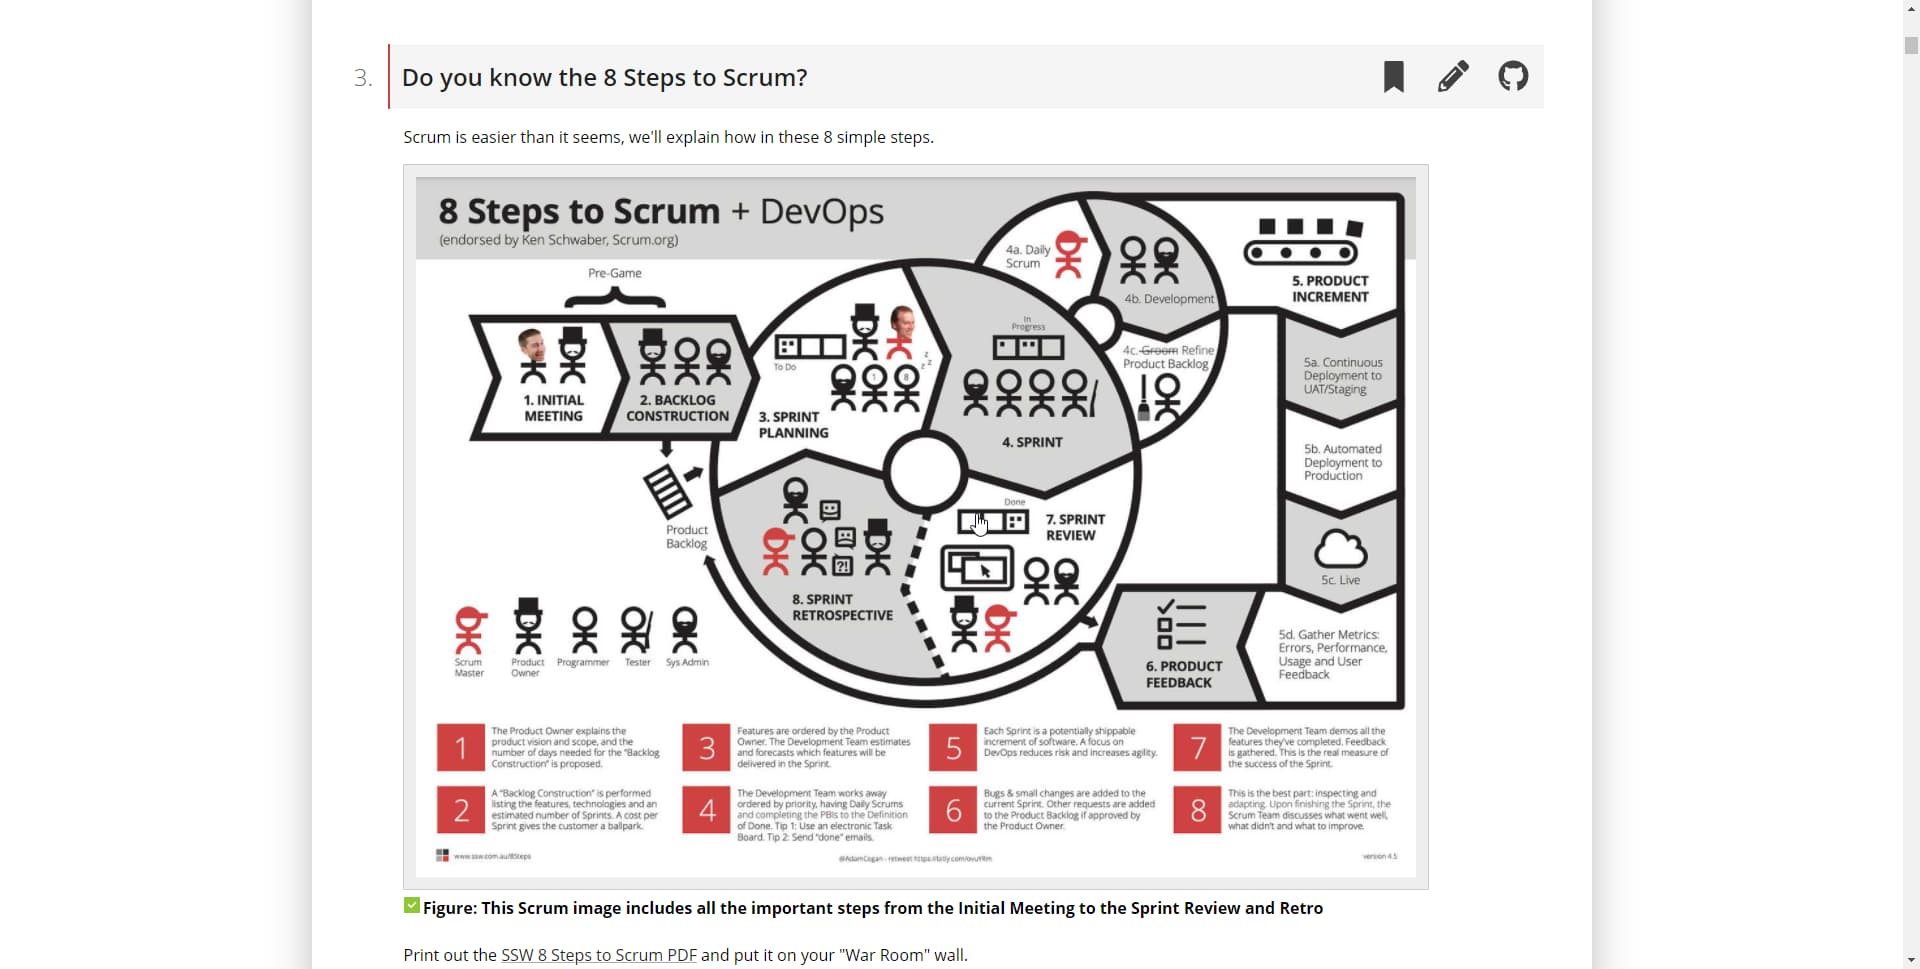 3.
Do you know the 8 Steps to Scrum?
Scrum is easier than it seems, we'll explain how in these 8 simple steps.
8 Steps to Scrum + DevOps
(endorsed by Ken Schwaber, Scrum.org)
Pre-Game
1. INITIAL
MEETING
2. BACKLOG
CONSTRUCTION
To Do
1
8
z
z
z
3. SPRINT
PLANNING
In
Progress
4. SPRINT
4a. Daily
Scrum
4b. Development
4c. Groom Refine
Product Backlog
5. PRODUCT
INCREMENT
5a. Continuous
Deployment to
UAT/Staging
5b. Automated
Deployment to
Production
5c. Live
5d. Gather Metrics:
Errors, Performance,
Usage and User
Feedback
6. PRODUCT
FEEDBACK
Done
7. SPRINT
REVIEW
?!
8. SPRINT
RETROSPECTIVE
Product
Backlog
Scrum
Master
Product
Owner
Programmer
Tester
Sys Admin
1
The Product Owner explains the
product vision and scope, and the
number of days needed for the "Backlog
Construction" is proposed.
2
A "Backlog Construction" is performed
listing the features, technologies and an
estimated number of Sprints. A cost per
Sprint gives the customer a ballpark.
3
Features are ordered by the Product
Owner. The Development Team estimates
and forecasts which features will be
delivered in the Sprint.
4
The Development Team works away
ordered by priority, having Daily Scrums
and completing the PBIs to the Definition
of Done. Tip 1: Use an electronic Task
Board. Tip 2: Send "done" emails.
5
Each Sprint is a potentially shippable
increment of software. A focus on
DevOps reduces risk and increases agility.
6
Bugs & small changes are added to the
current Sprint. Other requests are added
to the Product Backlog if approved by
the Product Owner.
7
The Development Team demos all the
features they've completed. Feedback
is gathered. This is the real measure of
the success of the Sprint.
8
This is the best part: inspecting and
adapting. Upon finishing the Sprint, the
Scrum Team discusses what went well,
what didn't and what to improve.
www.ssw.com.au/8Steps
@AdamCogan - retweet
version 4.5
Figure: This Scrum image includes all the important steps from the Initial Meeting to the Sprint Review and Retro
Print out the SSW 8 Steps to Scrum PDF and put it on your "War Room" wall.